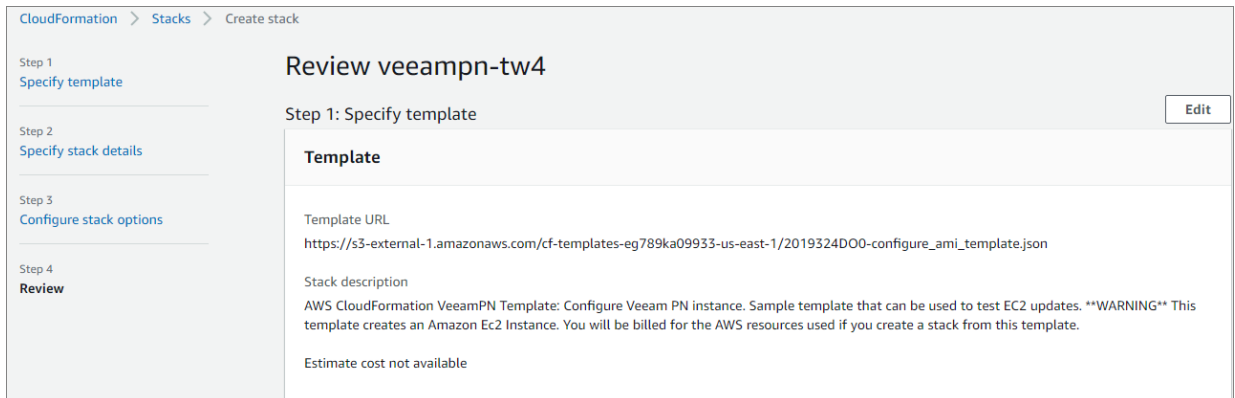 CloudFormation > Stacks > Create stack
Step 1
Specify template
Step 2
Specify stack details
Step 3
Configure stack options
Step 4
Review
Review veeampn-tw4
Step 1: Specify template
Edit
Template
Template URL
https://s3-external-1.amazonaws.com/cf-templates-eg789ka09933-us-east-1/2019324DO0-configure_ami_template.json
Stack description
AWS CloudFormation VeeamPN Template: Configure Veeam PN instance. Sample template that can be used to test EC2 updates. **WARNING** This
template creates an Amazon Ec2 Instance. You will be billed for the AWS resources used if you create a stack from this template.
Estimate cost not available